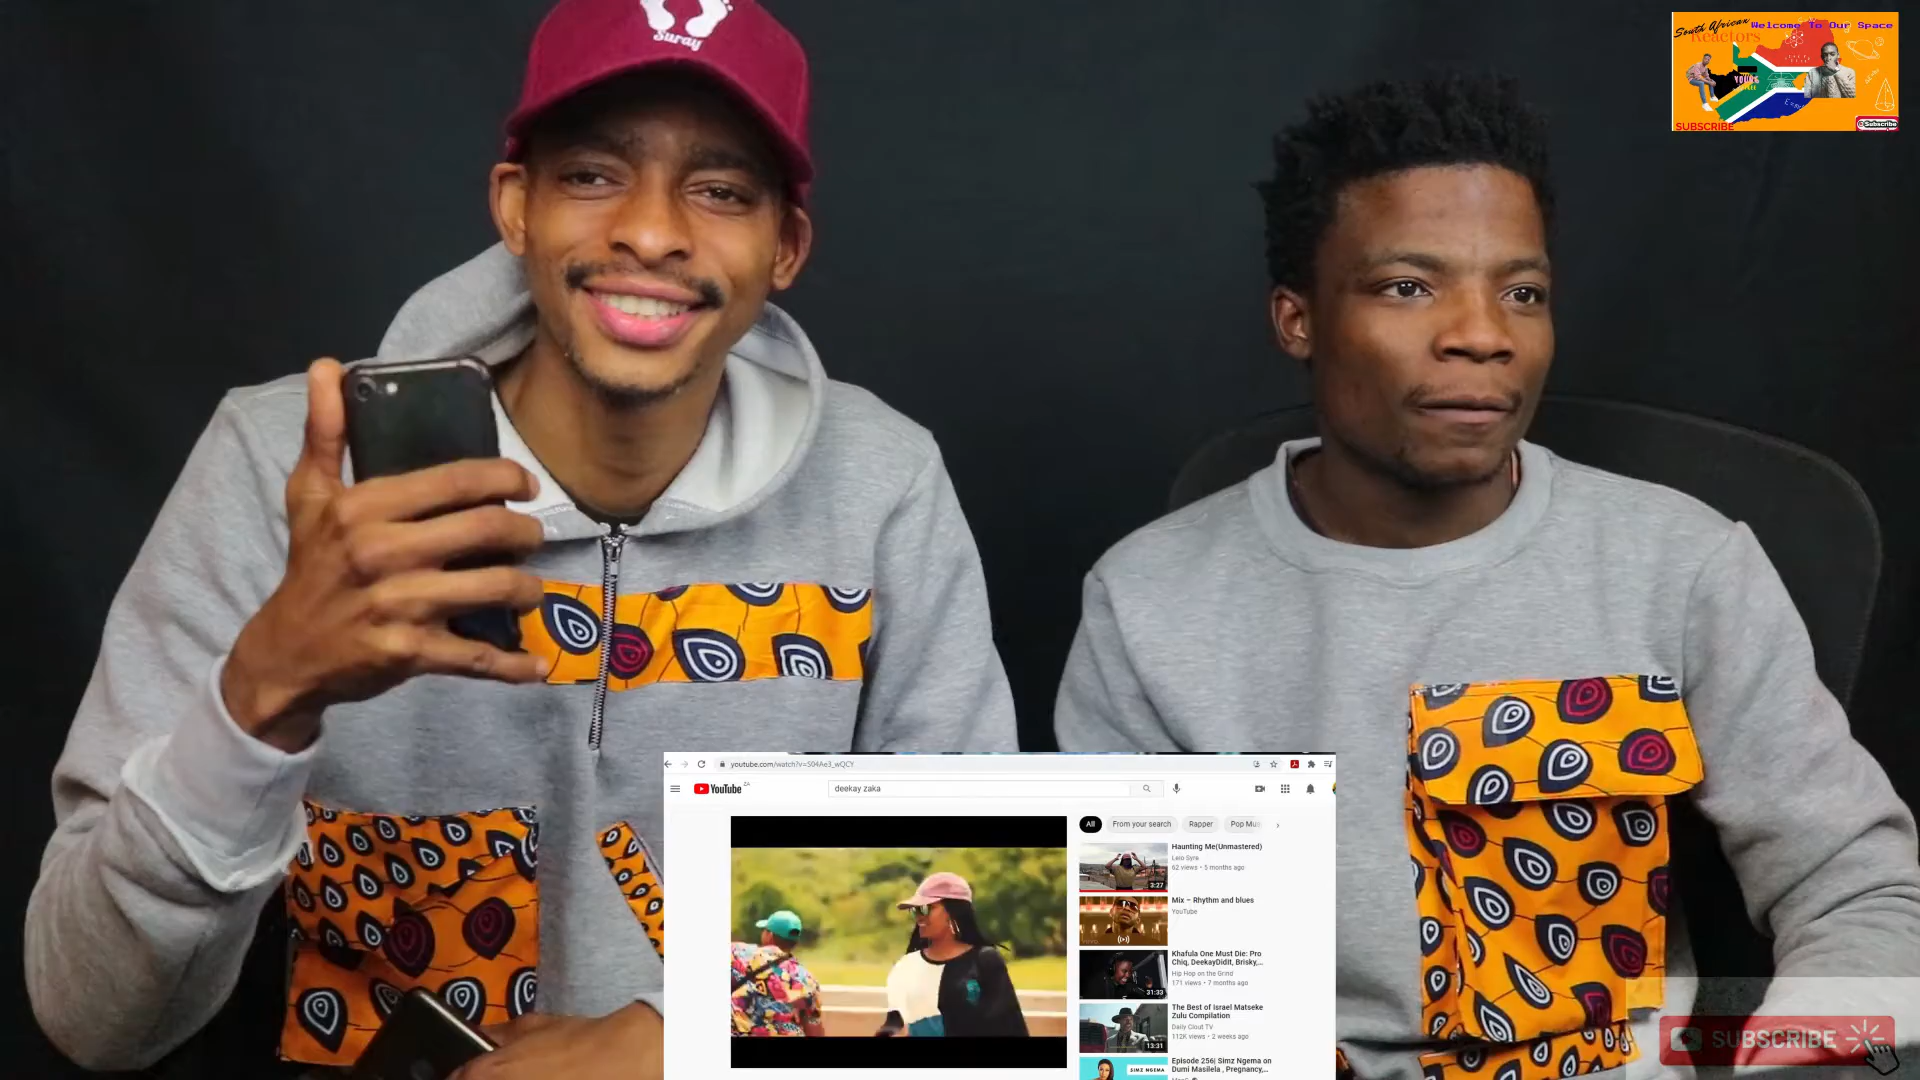 Suray
South African
Welcome To Our Space
Reactors
YOURS
SUBSCRIBE
Subscribe
youtube.com/watch?v=S04Ae3_wQCY
YouTube ZA
deekay zaka
All
From your search
Rapper
Pop Mus
Haunting Me(Unmastered)
Lelo Syra
62 views • 5 months ago
3:27
Mix – Rhythm and blues
YouTube
Khafula One Must Die: Pro
Chiq, DeekayDidit, Brisky,...
Hip Hop on the Grind
171 views • 7 months ago
31:33
The Best of Israel Matseke
Zulu Compilation
Daily Clout TV
112K views • 2 weeks ago
13:31
Episode 256| Simz Ngema on
Dumi Masilela , Pregnancy,...
SIMZ NGEMA
SUBSCRIBE